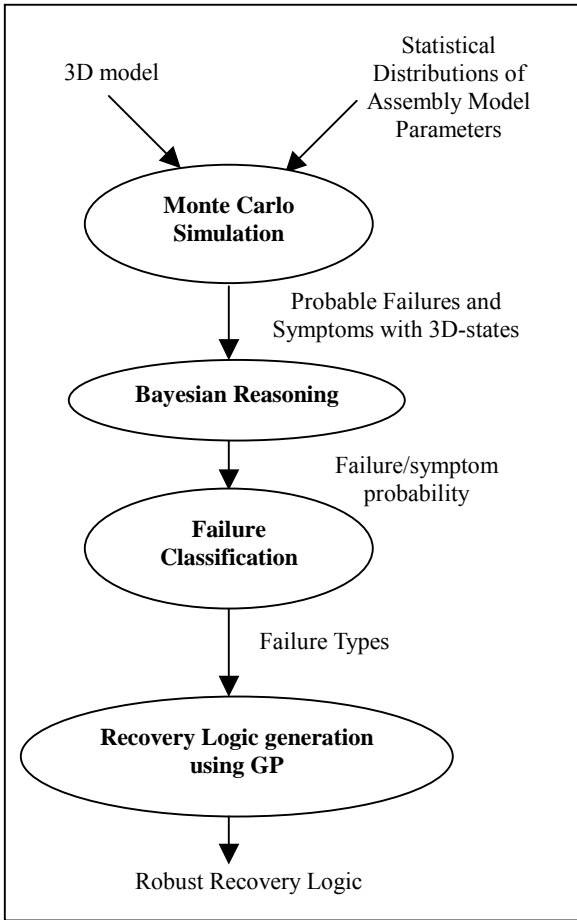 3D model
Statistical
Distributions of
Assembly Model
Parameters
Monte Carlo
Simulation
Probable Failures and
Symptoms with 3D-states
Bayesian Reasoning
Failure/symptom
probability
Failure
Classification
Failure Types
Recovery Logic generation
using GP
Robust Recovery Logic